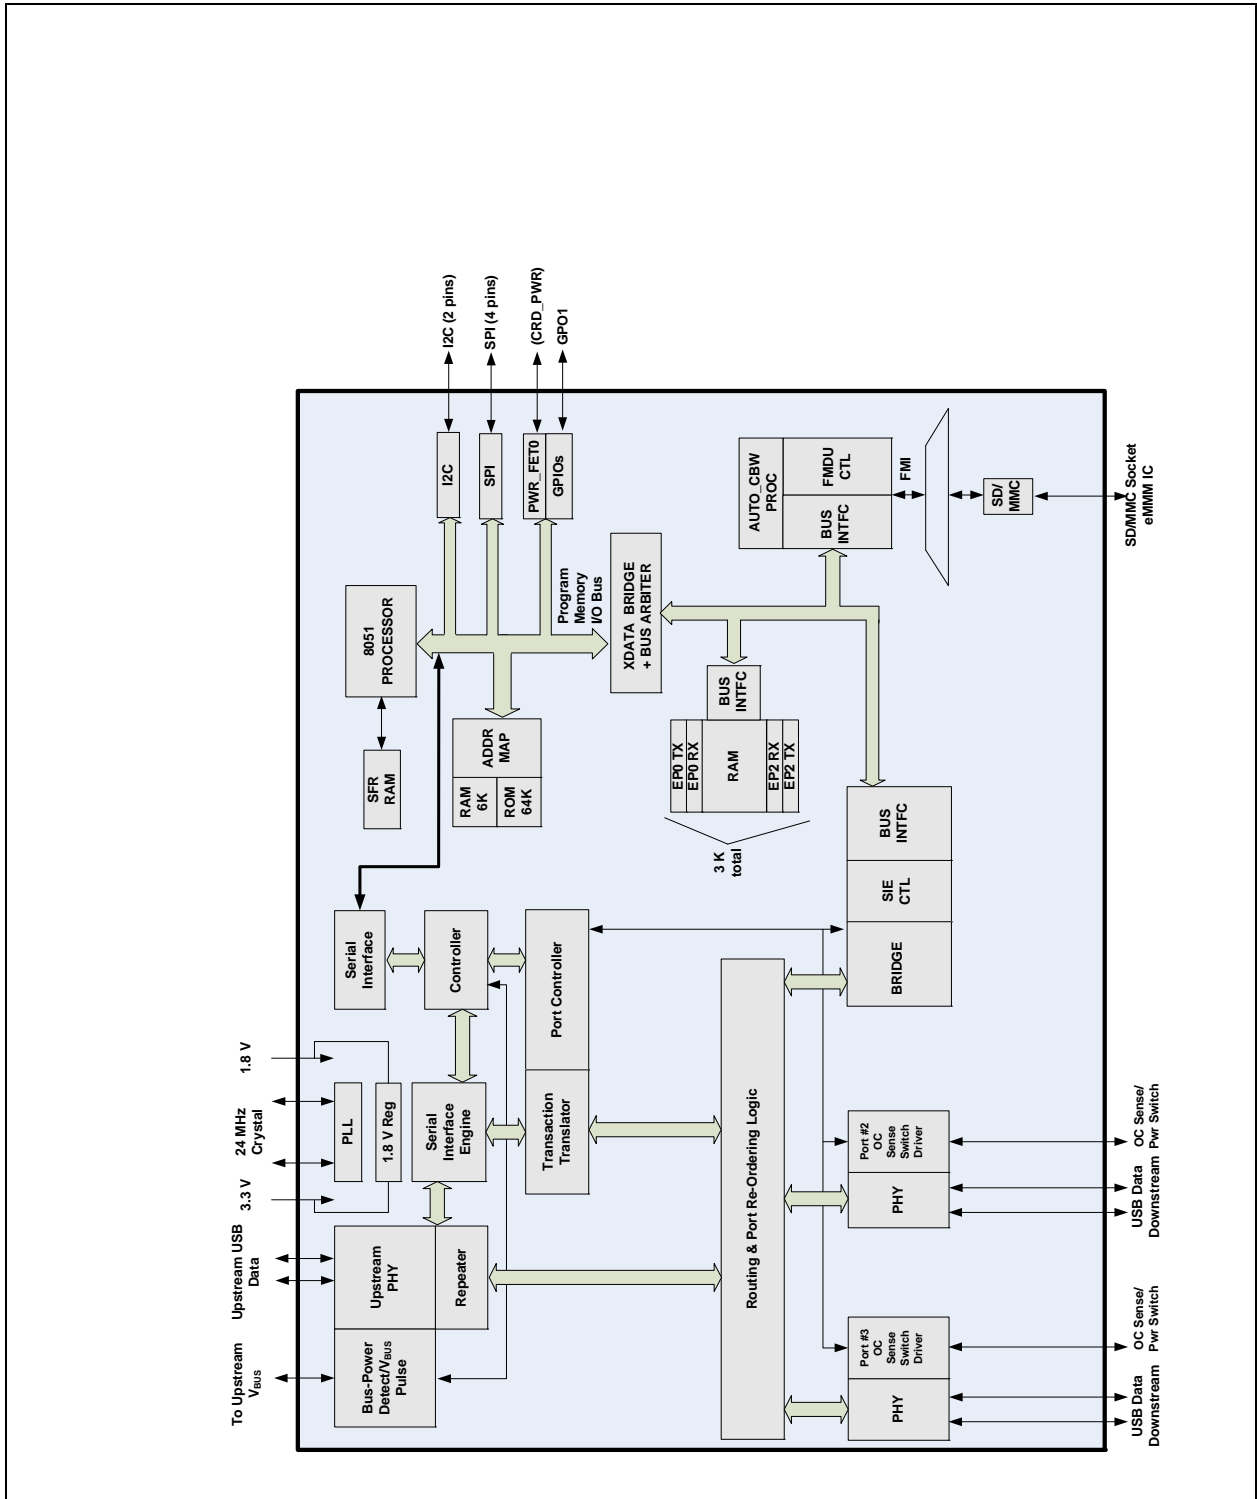 To Upstream
VBUS
Upstream USB
Data
3.3 V
24 MHz
Crystal
1.8 V
Bus-Power
Detect/VBUS
Pulse
Upstream
PHY
Repeater
PLL
1.8 V Reg
Serial
Interface
Engine
Serial
Interface
Controller
Transaction
Translator
Port Controller
SFR
RAM
8051
PROCESSOR
RAM
6K
ROM
64K
ADDR
MAP
I2C
SPI
PWR_FET0
GPIOs
I2C (2 pins)
SPI (4 pins)
(CRD_PWR)
GPO1
Program
Memory
I/O Bus
XDATA BRIDGE
+ BUS ARBITER
3 K
total
EP0 TX
EP0 RX
RAM
EP2 RX
EP2 TX
BUS
INTFC
AUTO_CBW
PROC
BUS
INTFC
FMDU
CTL
FMI
SD/
MMC
SD/MMC Socket
eMMM IC
Routing & Port Re-Ordering Logic
BRIDGE
SIE
CTL
BUS
INTFC
PHY
Port #3
OC
Sense
Switch
Driver
PHY
Port #2
OC
Sense
Switch
Driver
USB Data
Downstream
OC Sense/
Pwr Switch
USB Data
Downstream
OC Sense/
Pwr Switch